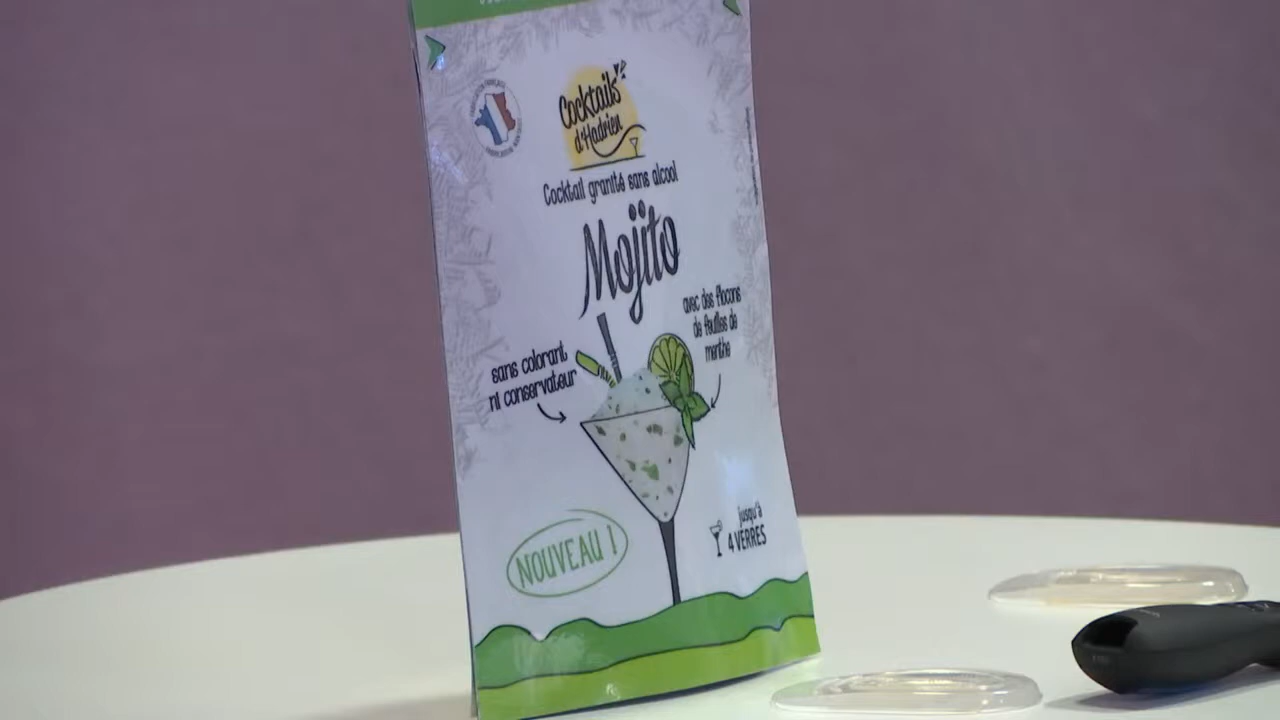 Cocktails
d'Hadrien
Cocktail granité sans alcool
Mojito
avec des flocons
de feuilles de
menthe
sans colorant
ni conservateur
NOUVEAU !
jusqu'à
4 VERRES